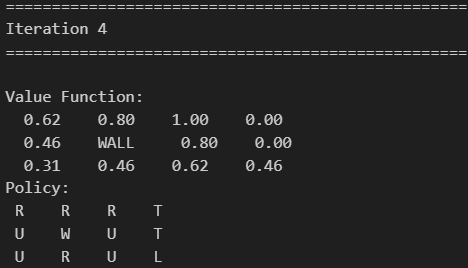 ==================================================
Iteration 4
==================================================
Value Function:
0.62 0.80 1.00 0.00
0.46 WALL 0.80 0.00
0.31 0.46 0.62 0.46
Policy:
R R R T
U W U T
U R U L